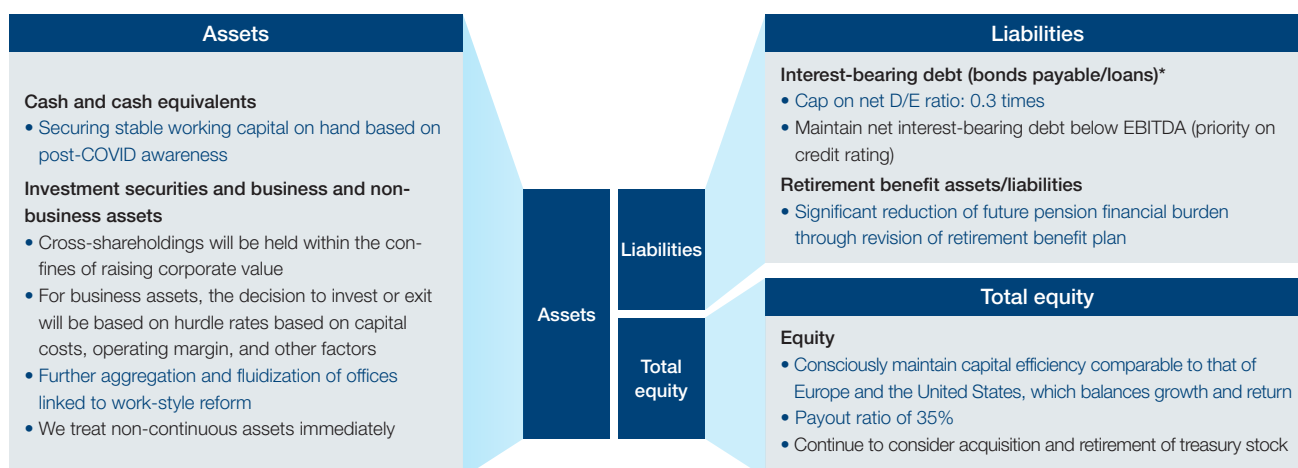 Assets
Cash and cash equivalents
• Securing stable working capital on hand based on
post-COVID awareness
Investment securities and business and non-
business assets
• Cross-shareholdings will be held within the con-
fines of raising corporate value
• For business assets, the decision to invest or exit
will be based on hurdle rates based on capital
costs, operating margin, and other factors
• Further aggregation and fluidization of offices
linked to work-style reform
• We treat non-continuous assets immediately
Assets
Liabilities
Total
equity
Liabilities
Interest-bearing debt (bonds payable/loans)*
• Cap on net D/E ratio: 0.3 times
• Maintain net interest-bearing debt below EBITDA (priority on
credit rating)
Retirement benefit assets/liabilities
• Significant reduction of future pension financial burden
through revision of retirement benefit plan
Total equity
Equity
• Consciously maintain capital efficiency comparable to that of
Europe and the United States, which balances growth and return
• Payout ratio of 35%
• Continue to consider acquisition and retirement of treasury stock